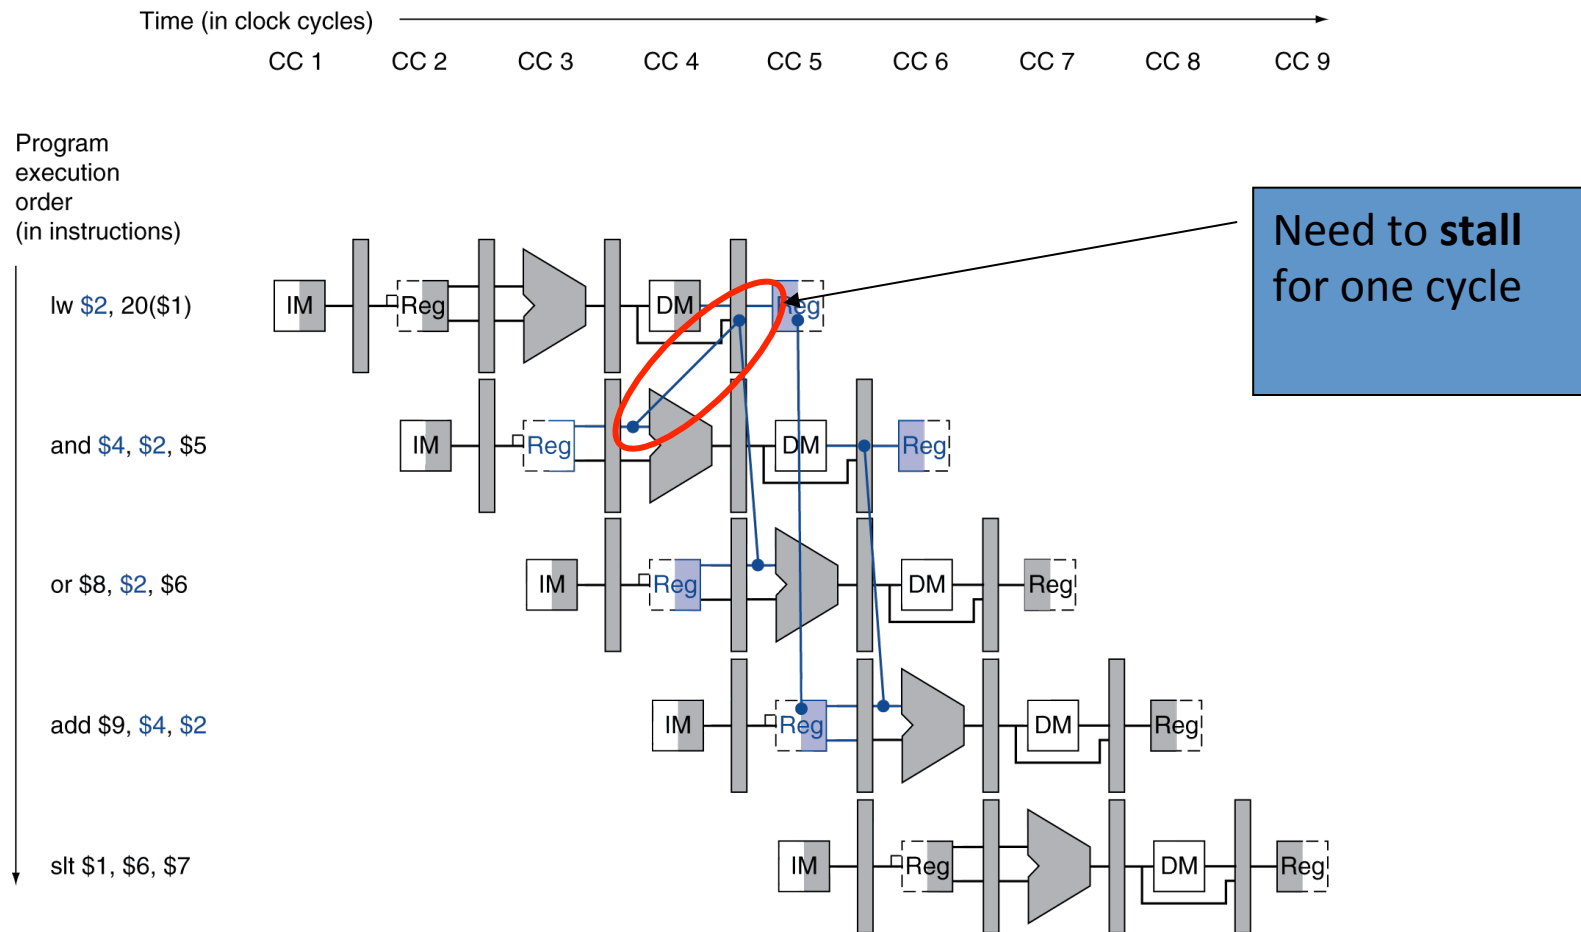 Time (in clock cycles)
CC 1 CC 2 CC 3 CC 4 CC 5 CC 6 CC 7 CC 8 CC 9
Program
execution
order
(in instructions)
Need to stall
for one cycle
lw $2, 20($1) IM Reg DM Reg
and $4, $2, $5 IM Reg DM Reg
or $8, $2, $6 IM Reg DM Reg
add $9, $4, $2 IM Reg DM Reg
slt $1, $6, $7 IM Reg DM Reg